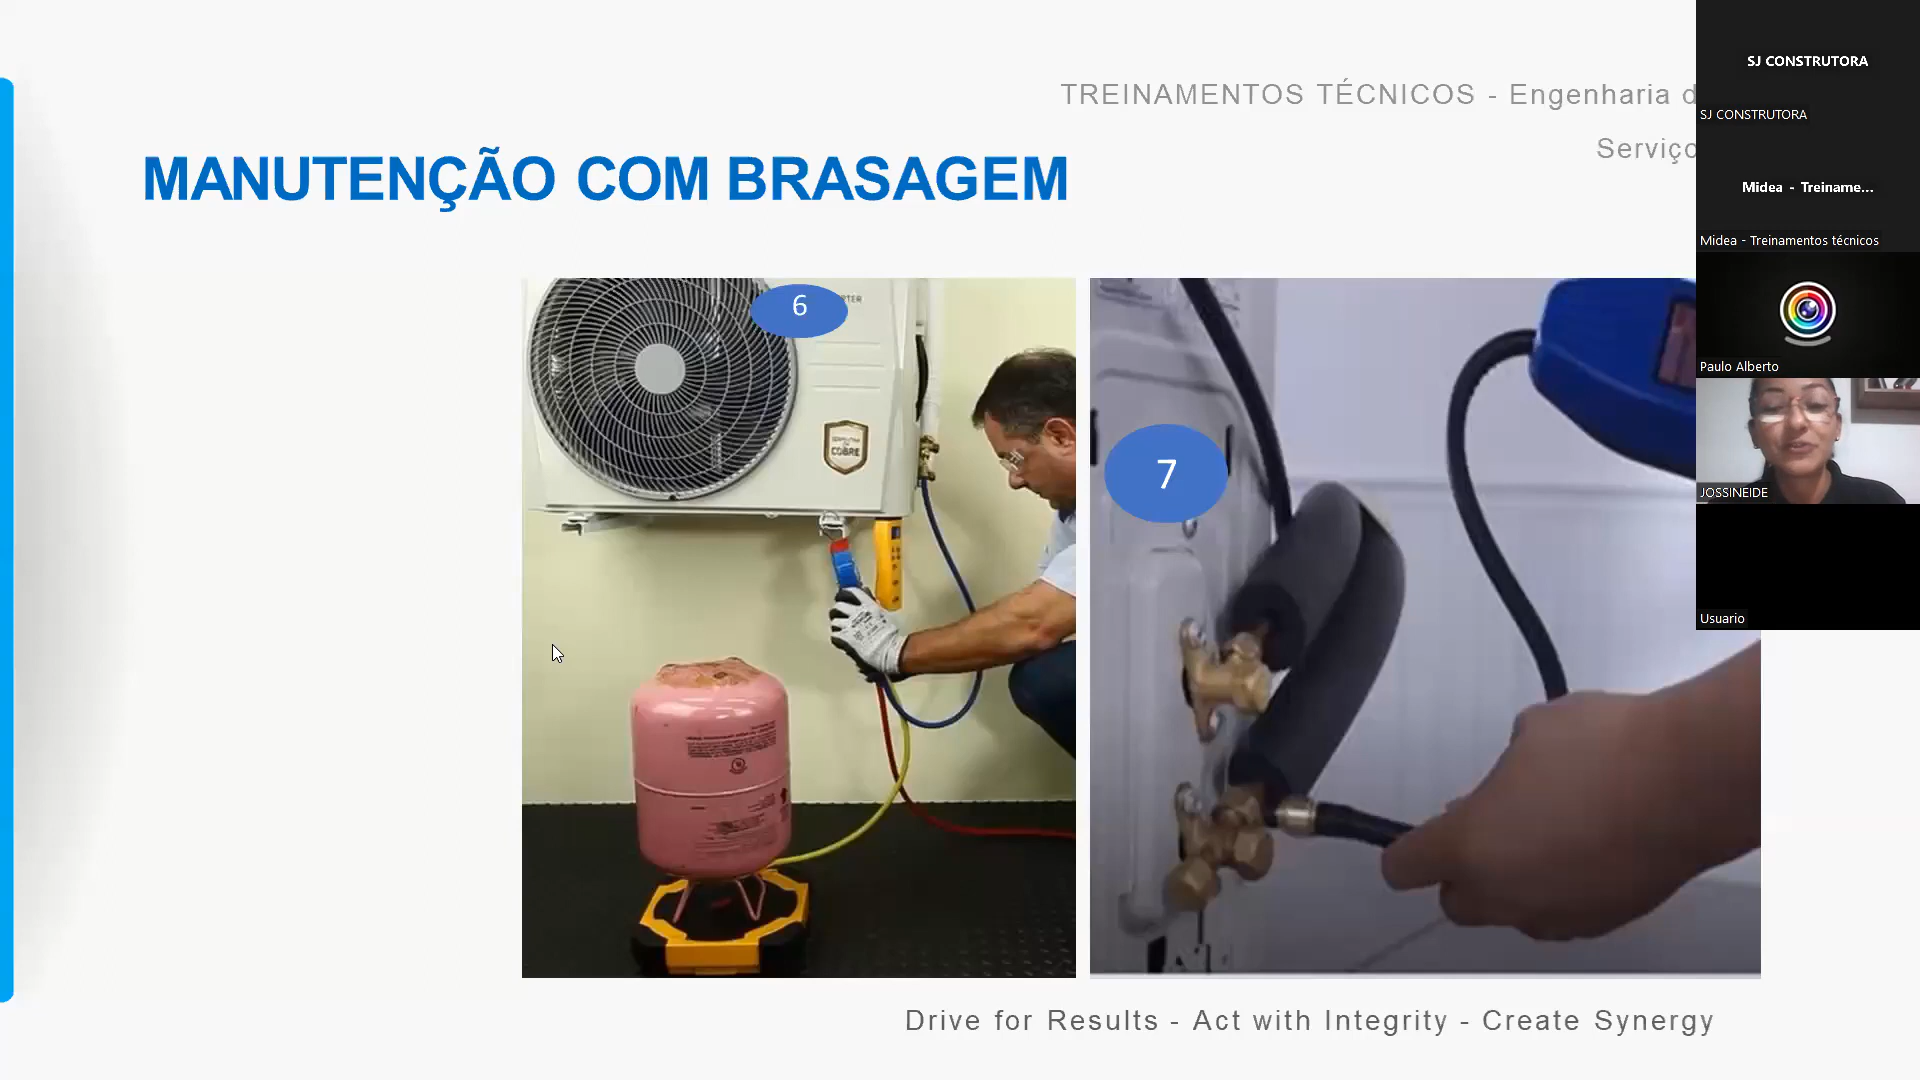 TREINAMENTOS TÉCNICOS - Engenharia d
Serviço
MANUTENÇÃO COM BRASAGEM
6
COBRE
7
Drive for Results - Act with Integrity - Create Synergy
SJ CONSTRUTORA
SJ CONSTRUTORA
Midea - Treiname...
Midea - Treinamentos técnicos
Paulo Alberto
JOSSINEIDE
Usuario